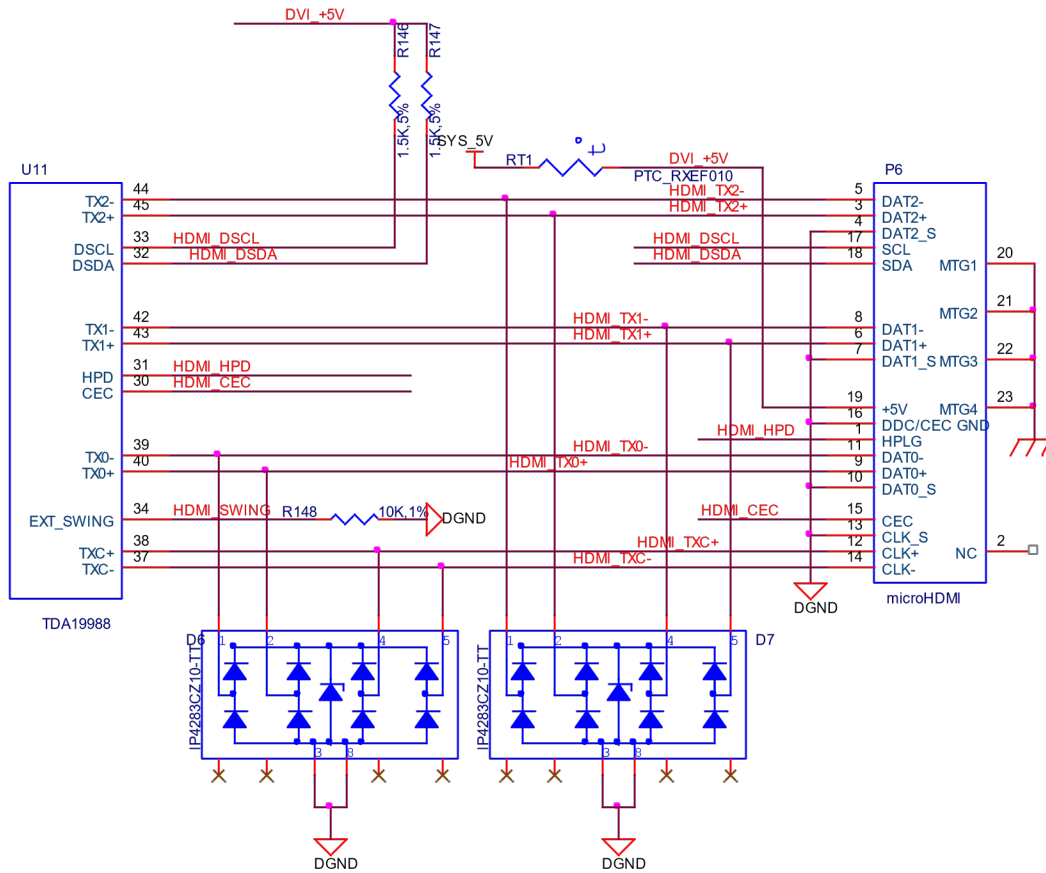 DVI_+5V
R146
R147
1.5K,5%
1.5K,5%
SYS_5V
RT1
t
DVI_+5V
PTC_RXEF010
U11
P6
44
TX2-
HDMI_TX2-
5
DAT2-
45
TX2+
HDMI_TX2+
3
DAT2+
4
DAT2_S
33
DSCL
HDMI_DSCL
HDMI_DSCL
17
SCL
32
DSDA
HDMI_DSDA
HDMI_DSDA
18
SDA
MTG1
20
MTG2
21
42
TX1-
HDMI_TX1-
8
DAT1-
43
TX1+
HDMI_TX1+
6
DAT1+
7
DAT1_S
MTG3
22
31
HPD
HDMI_HPD
30
CEC
HDMI_CEC
19
+5V
MTG4
23
16
DDC/CEC GND
HDMI_HPD
1
HPLG
39
TX0-
HDMI_TX0-
11
DAT0-
40
TX0+
HDMI_TX0+
9
DAT0+
10
DAT0_S
34
EXT_SWING
HDMI_SWING
R148
10K,1%
DGND
HDMI_CEC
15
CEC
13
CLK_S
38
TXC+
HDMI_TXC+
12
CLK+
NC
2
37
TXC-
HDMI_TXC-
14
CLK-
DGND
microHDMI
TDA19988
D6
1
2
4
5
IP4283CZ10-TT
3
8
DGND
D7
1
2
4
5
IP4283CZ10-TT
3
8
DGND